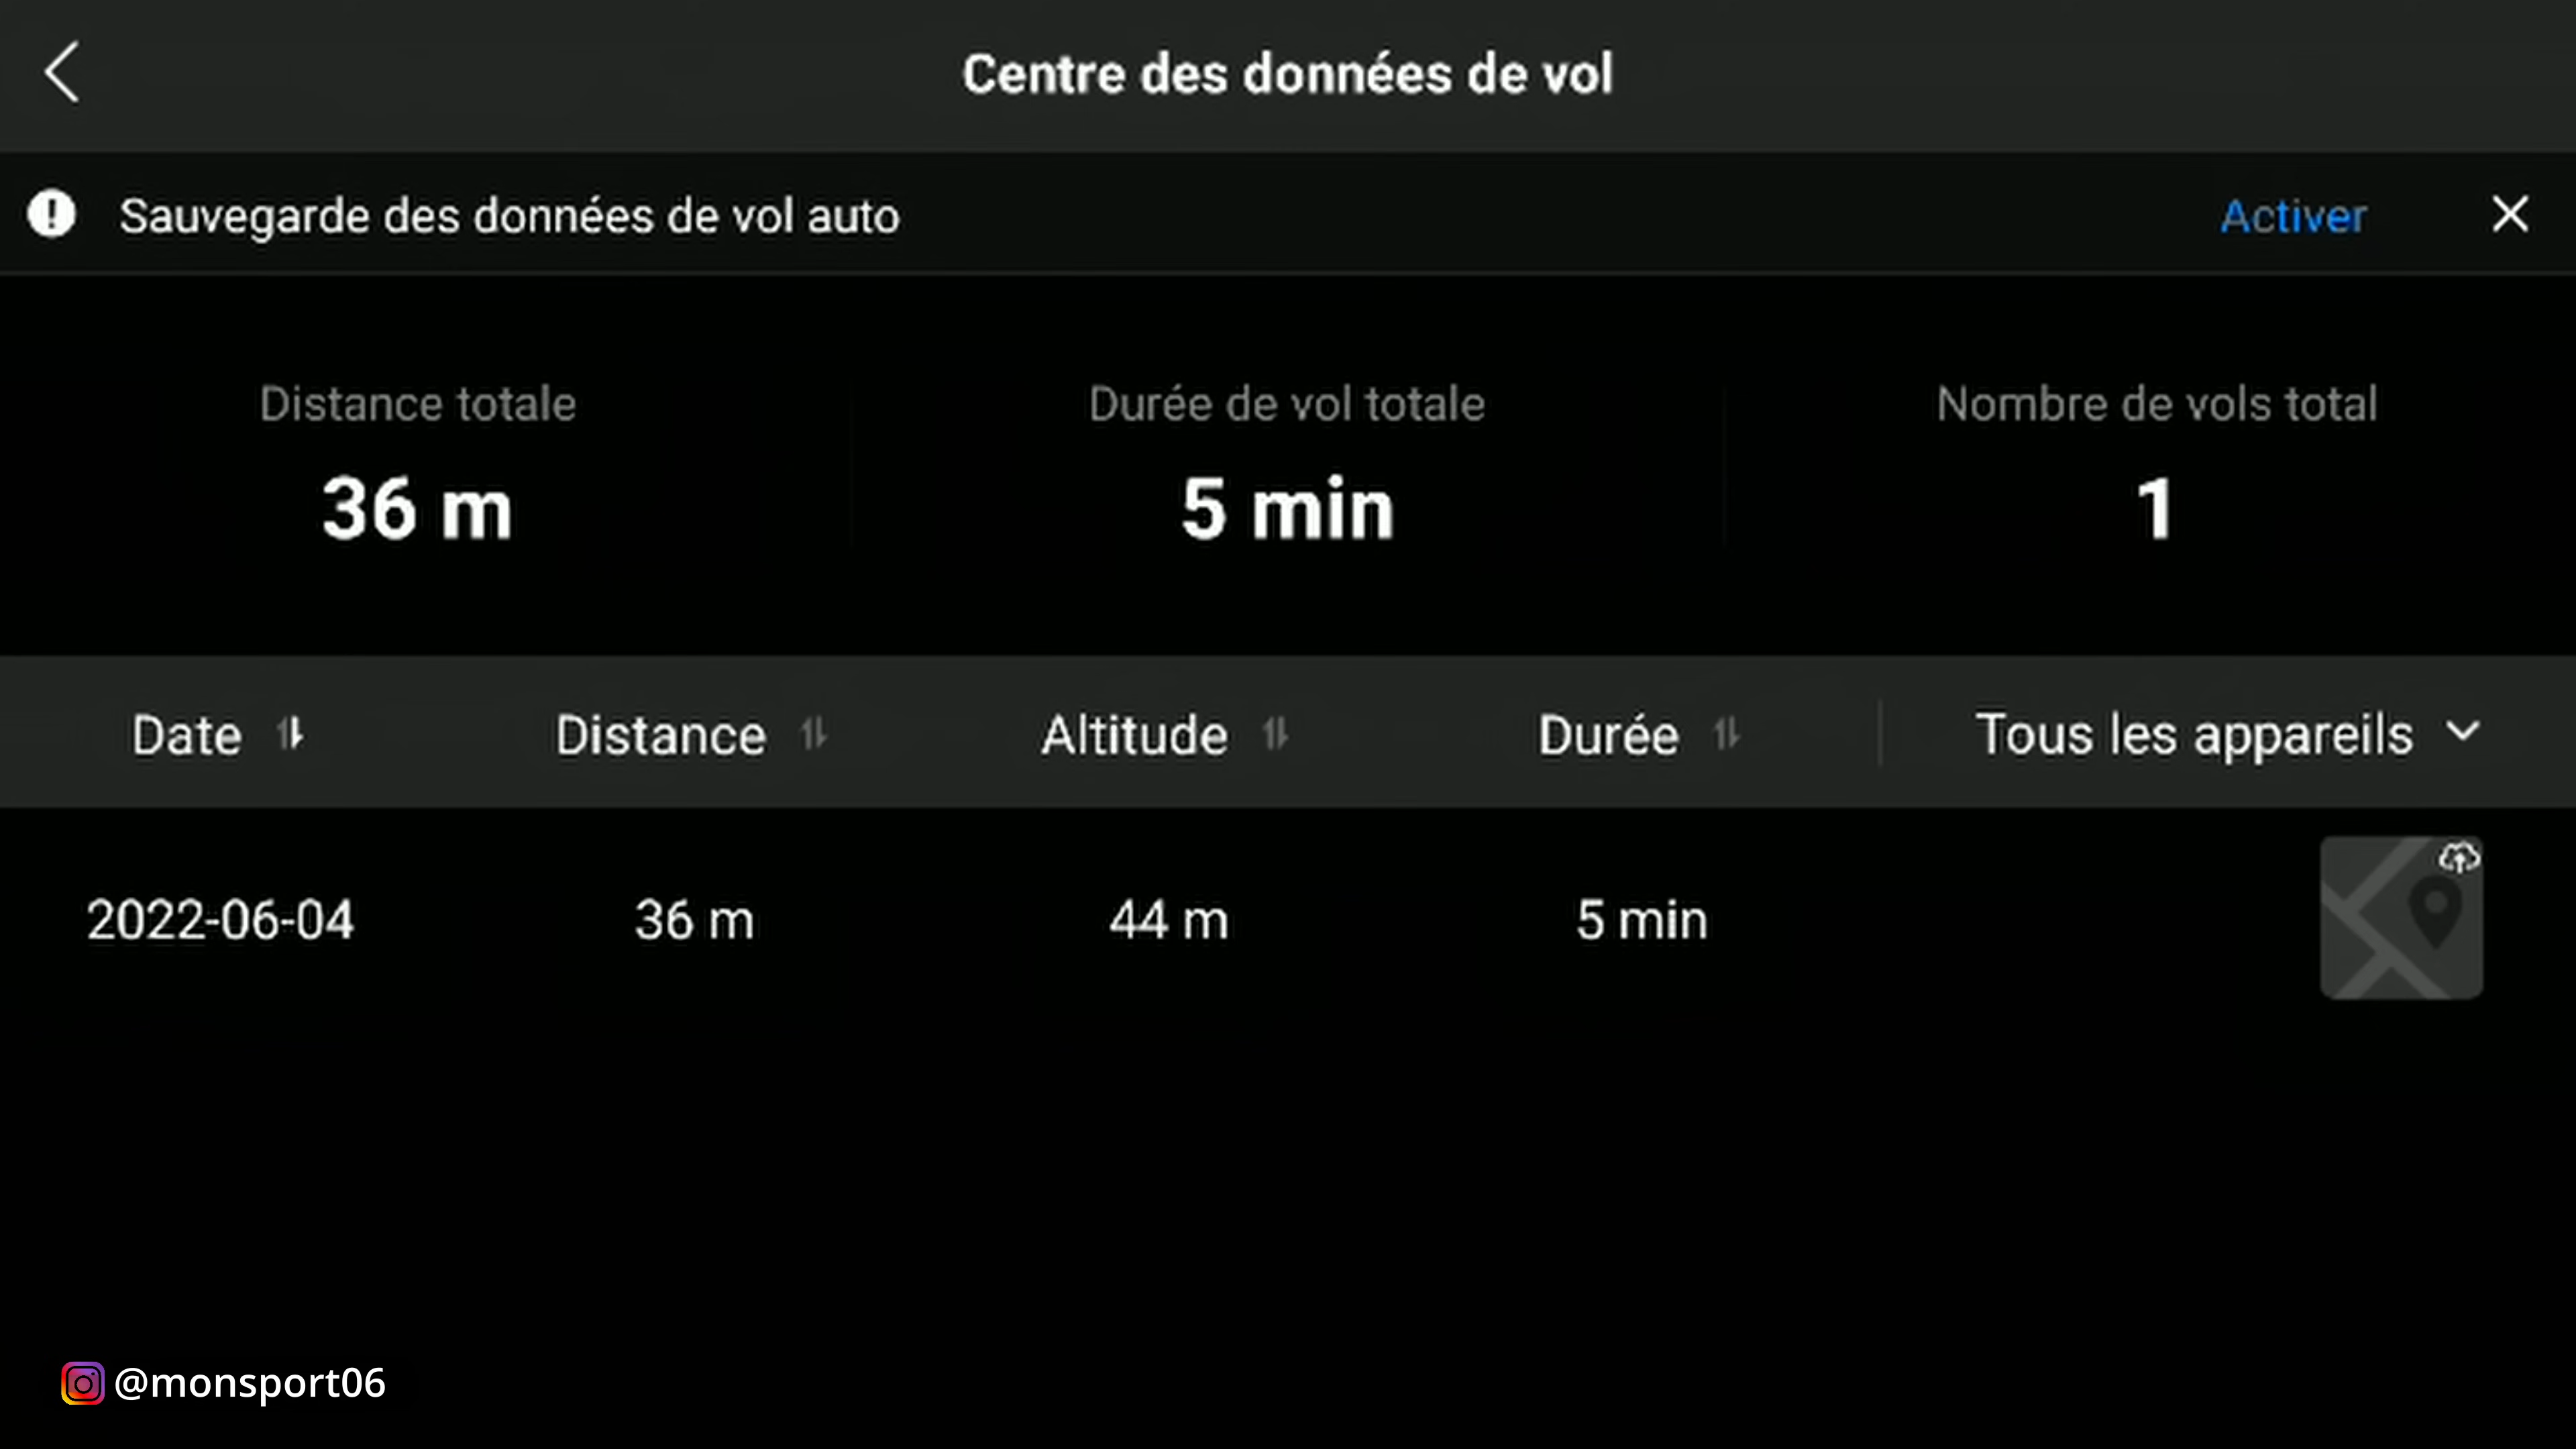 Centre des données de vol
Sauvegarde des données de vol auto Activer
Distance totale Durée de vol totale Nombre de vols total
36 m 5 min 1
Date Distance Altitude Durée Tous les appareils
2022-06-04 36 m 44 m 5 min
@monsport06